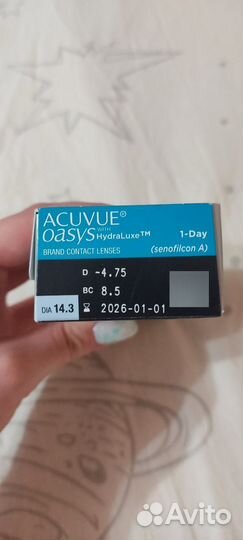 ACUVUE®
OASYS WITH HydraLuxe™ 1-Day
BRAND CONTACT LENSES (senofilcon A)
D -4.75
BC 8.5
DIA 14.3 2026-01-01
Avito